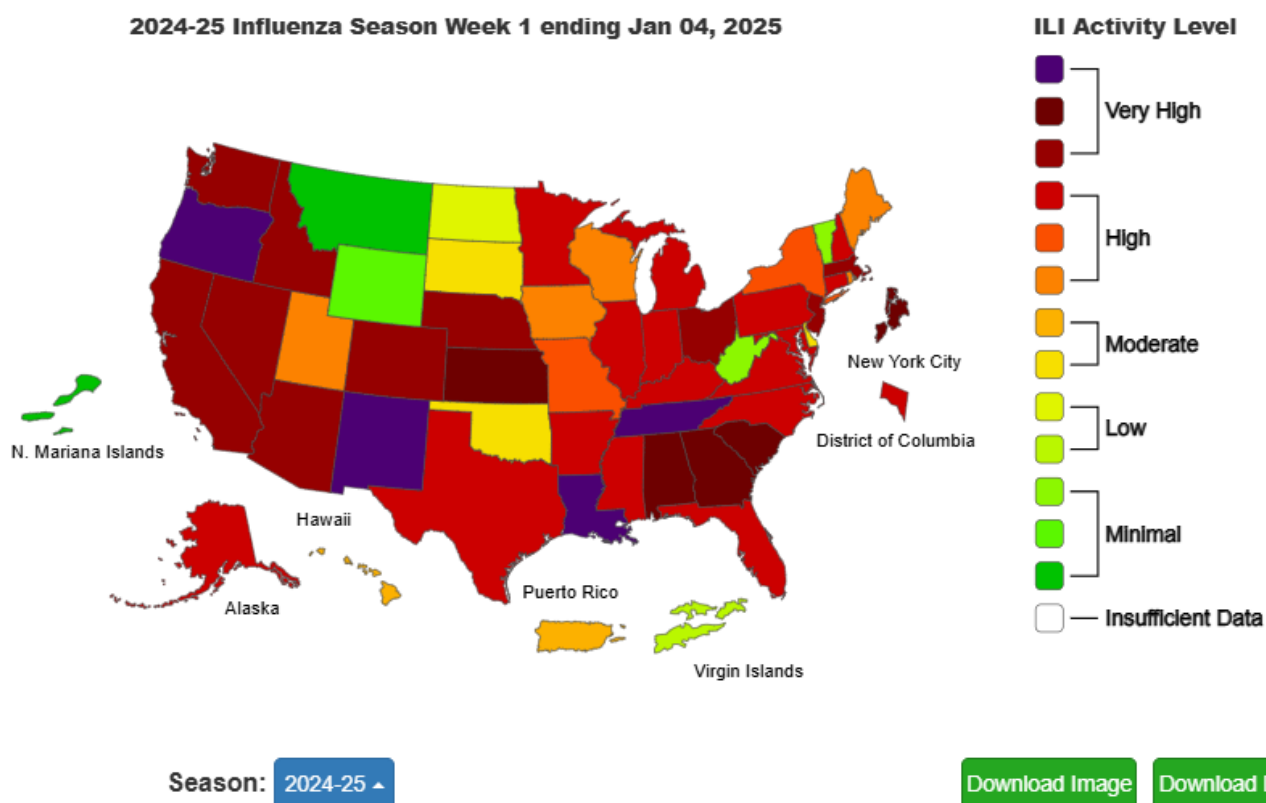 2024-25 Influenza Season Week 1 ending Jan 04, 2025
ILI Activity Level
Very High
High
Moderate
Low
Minimal
Insufficient Data
New York City
District of Columbia
N. Mariana Islands
Hawaii
Alaska
Puerto Rico
Virgin Islands
Season: 2024-25
Download Image
Download